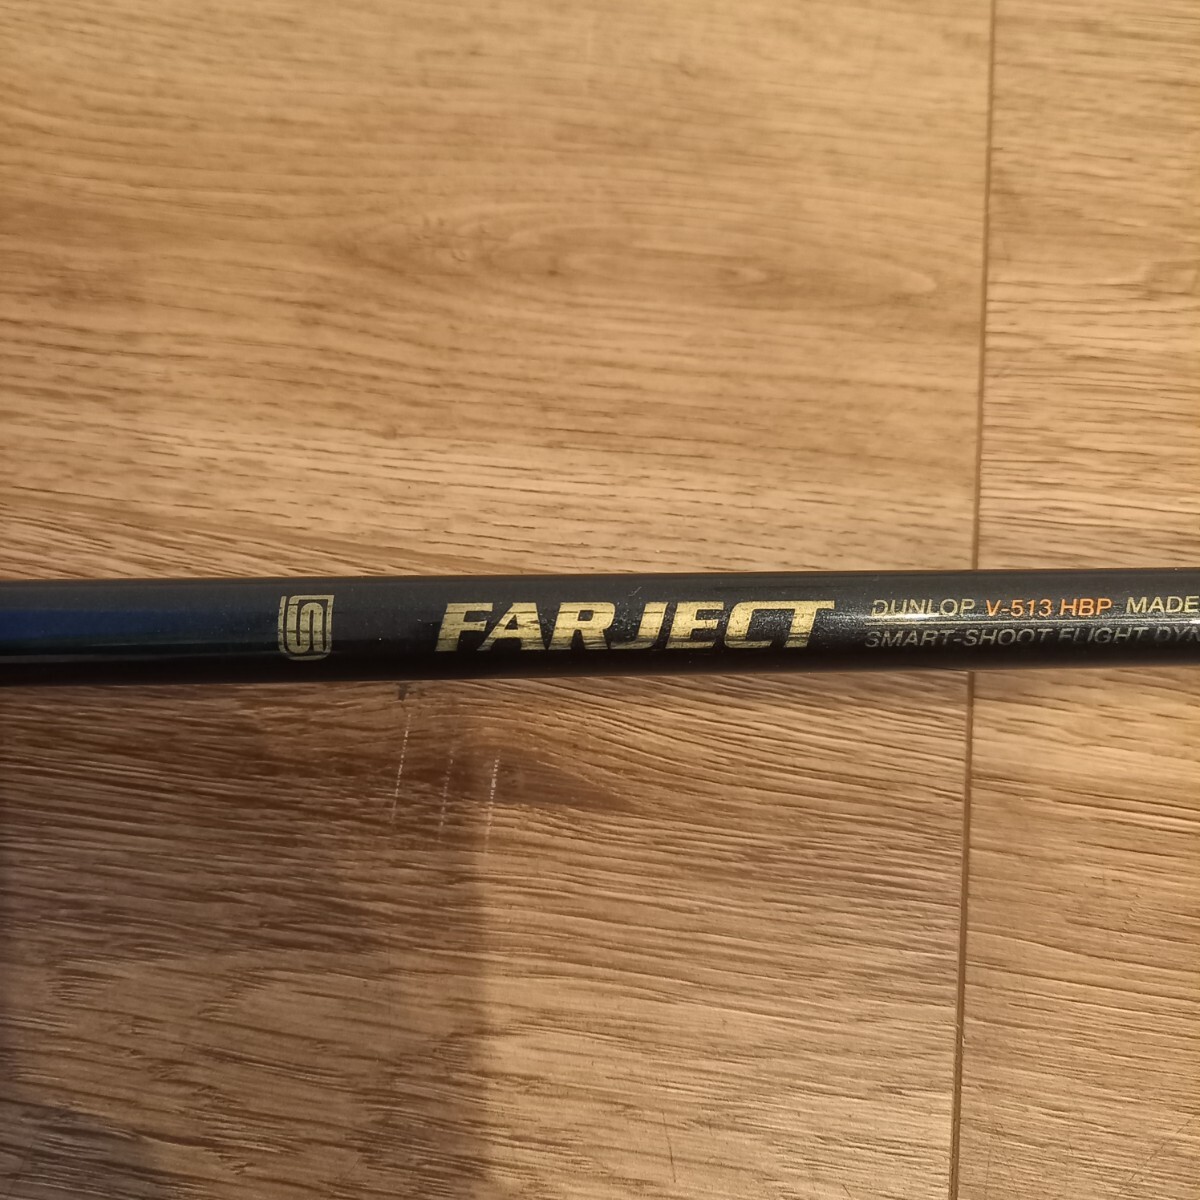 FARJECT
DUNLOP V-513 HBP MADE
SMART-SHOOT FLIGHT